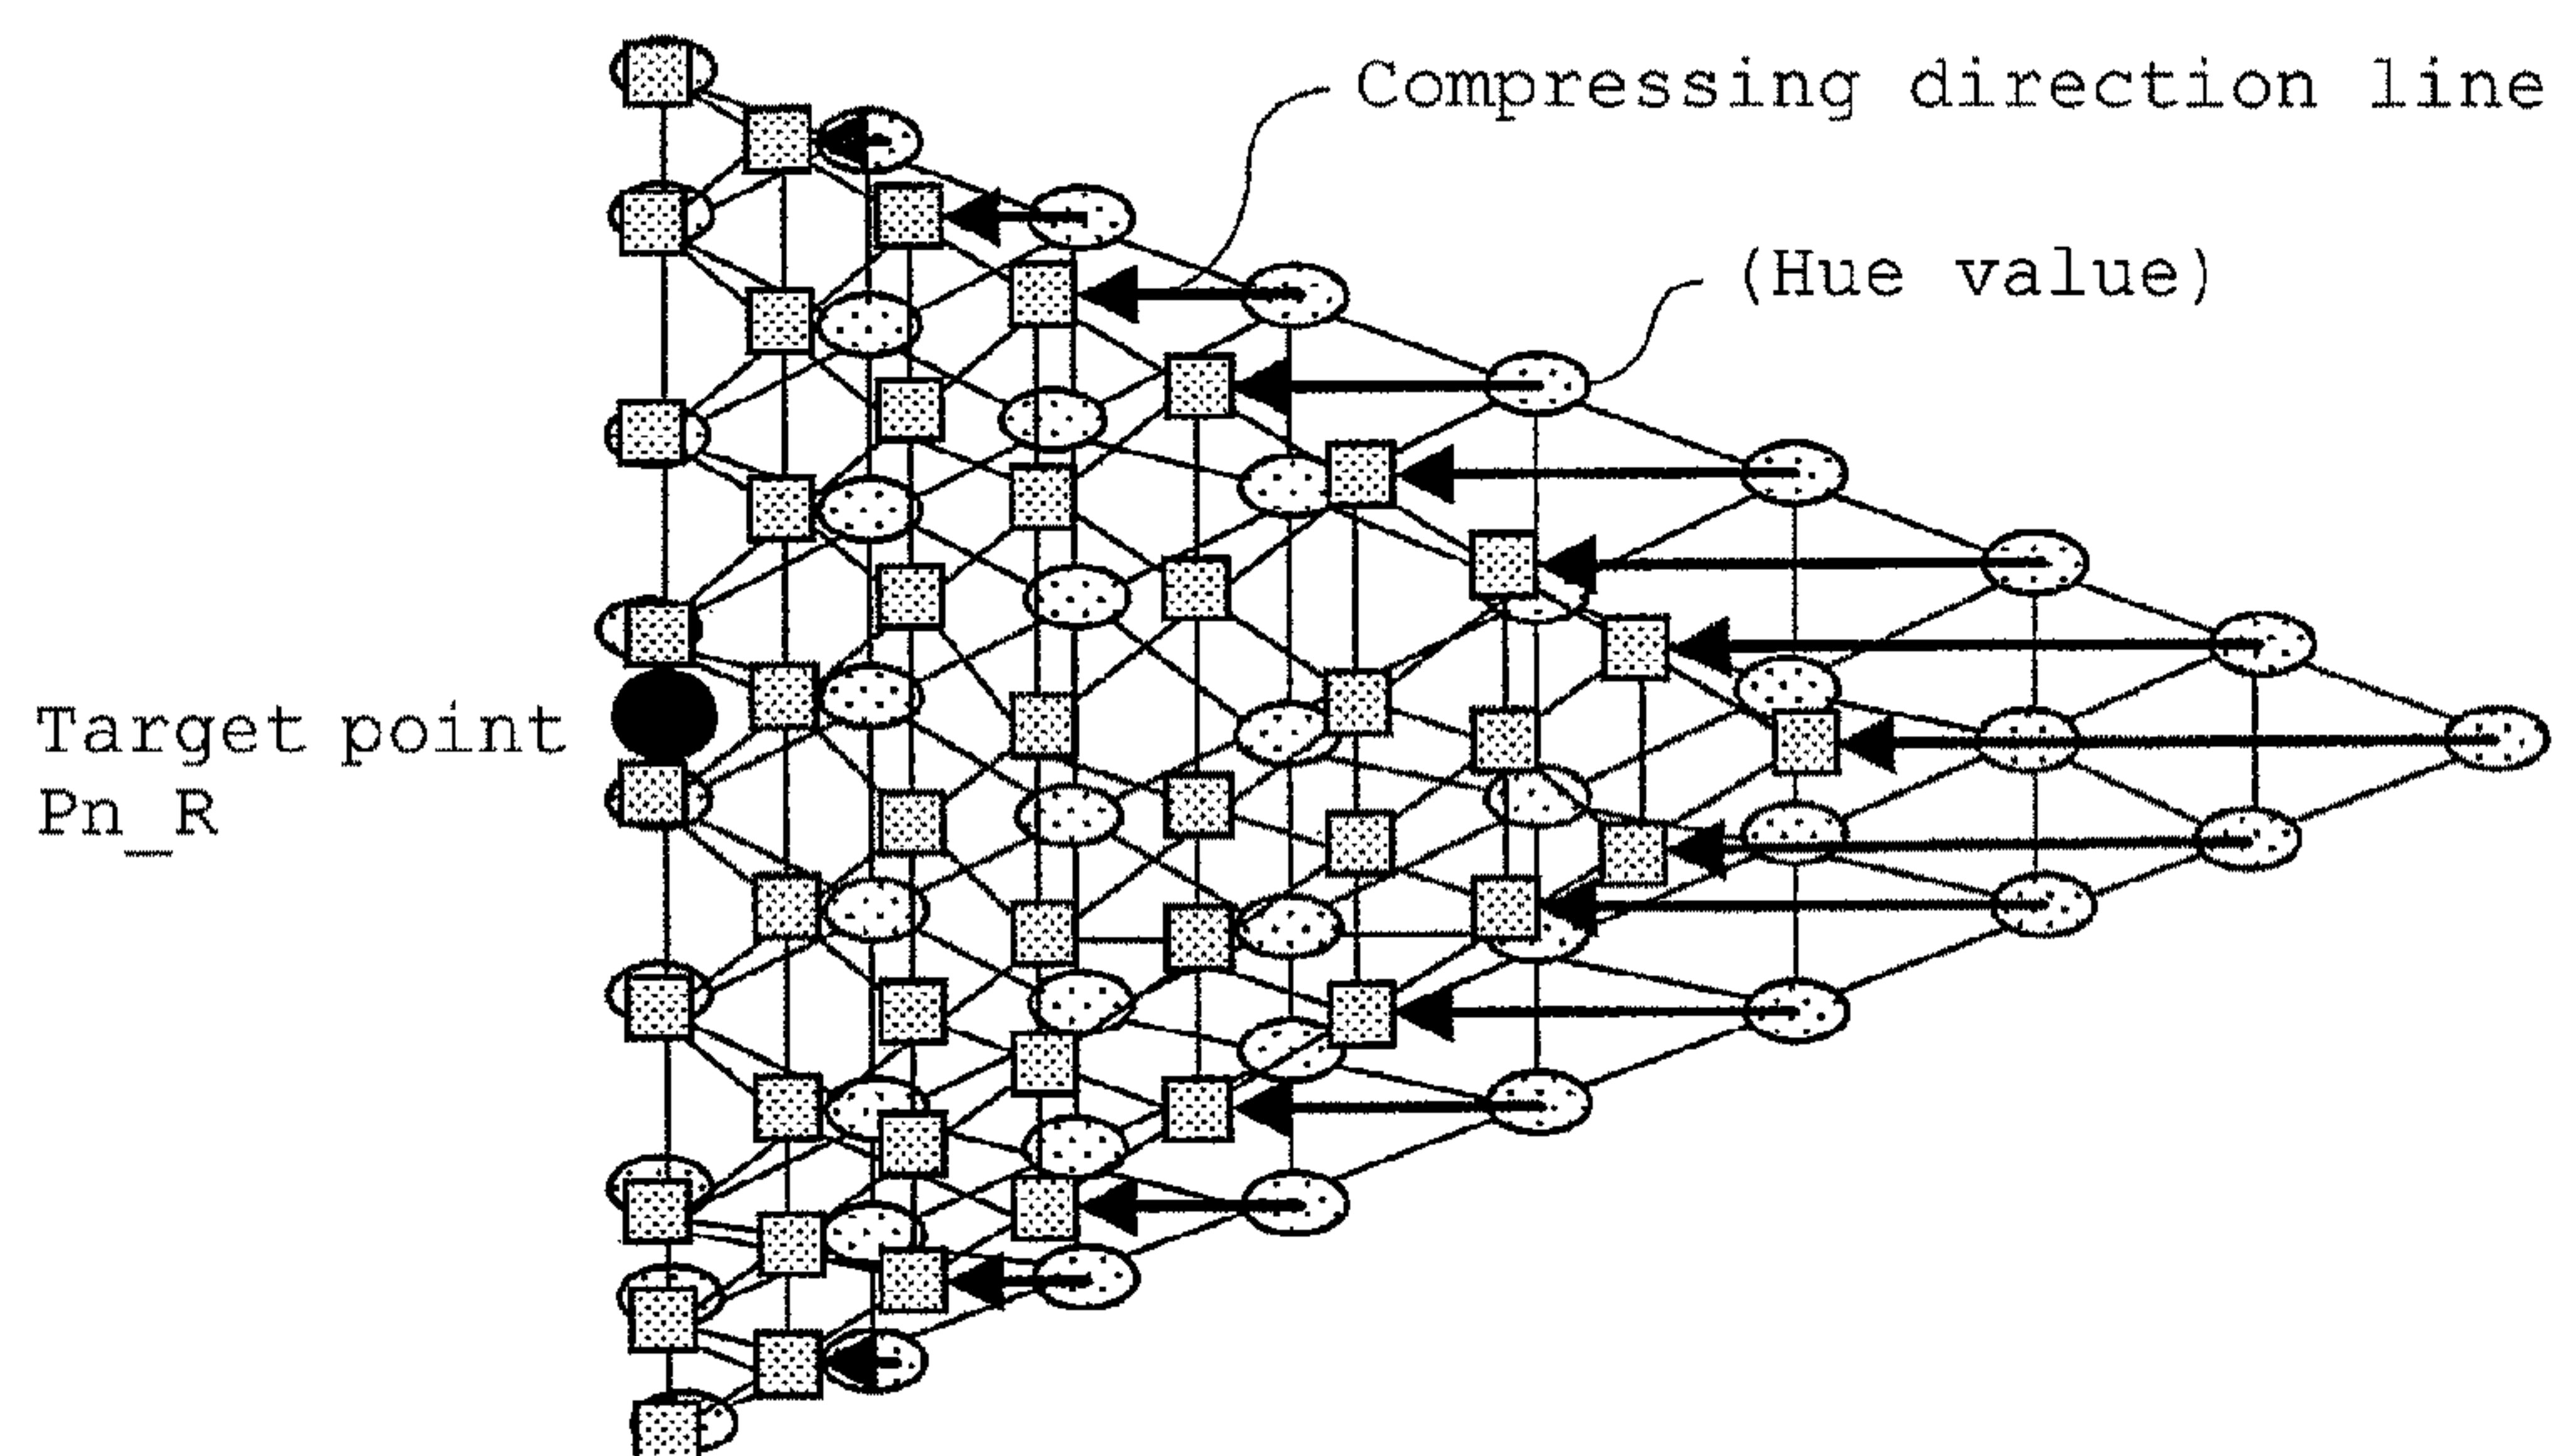 Compressing direction line
(Hue value)
Target point
Pn_R